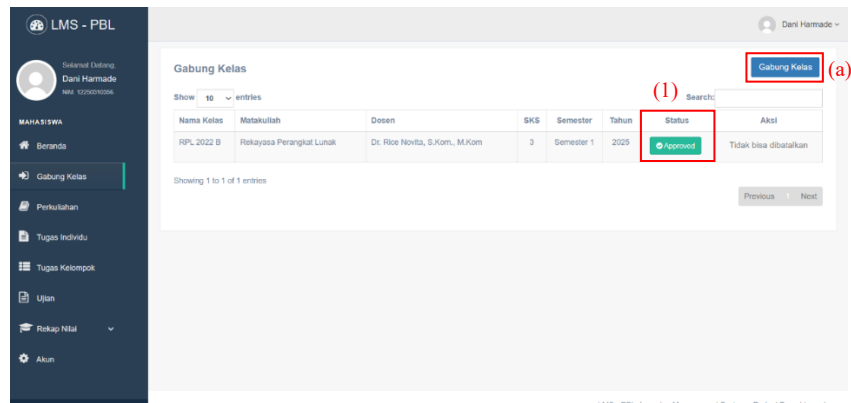 LMS - PBL
Dani Harmade
Selamat Datang,
Dani Harmade
NIM. 12250310356
MAHASISWA
Beranda
Gabung Kelas
Perkuliahan
Tugas Individu
Tugas Kelompok
Ujian
Rekap Nilai
Akun
Gabung Kelas
Gabung Kelas (a)
Show 10 entries
(1) Search:
Nama Kelas Matakuliah Dosen SKS Semester Tahun Status Aksi
RPL 2022 B Rekayasa Perangkat Lunak Dr. Rice Novita, S.Kom., M.Kom 3 Semester 1 2025 Approved Tidak bisa dibatalkan
Showing 1 to 1 of 1 entries
Previous 1 Next